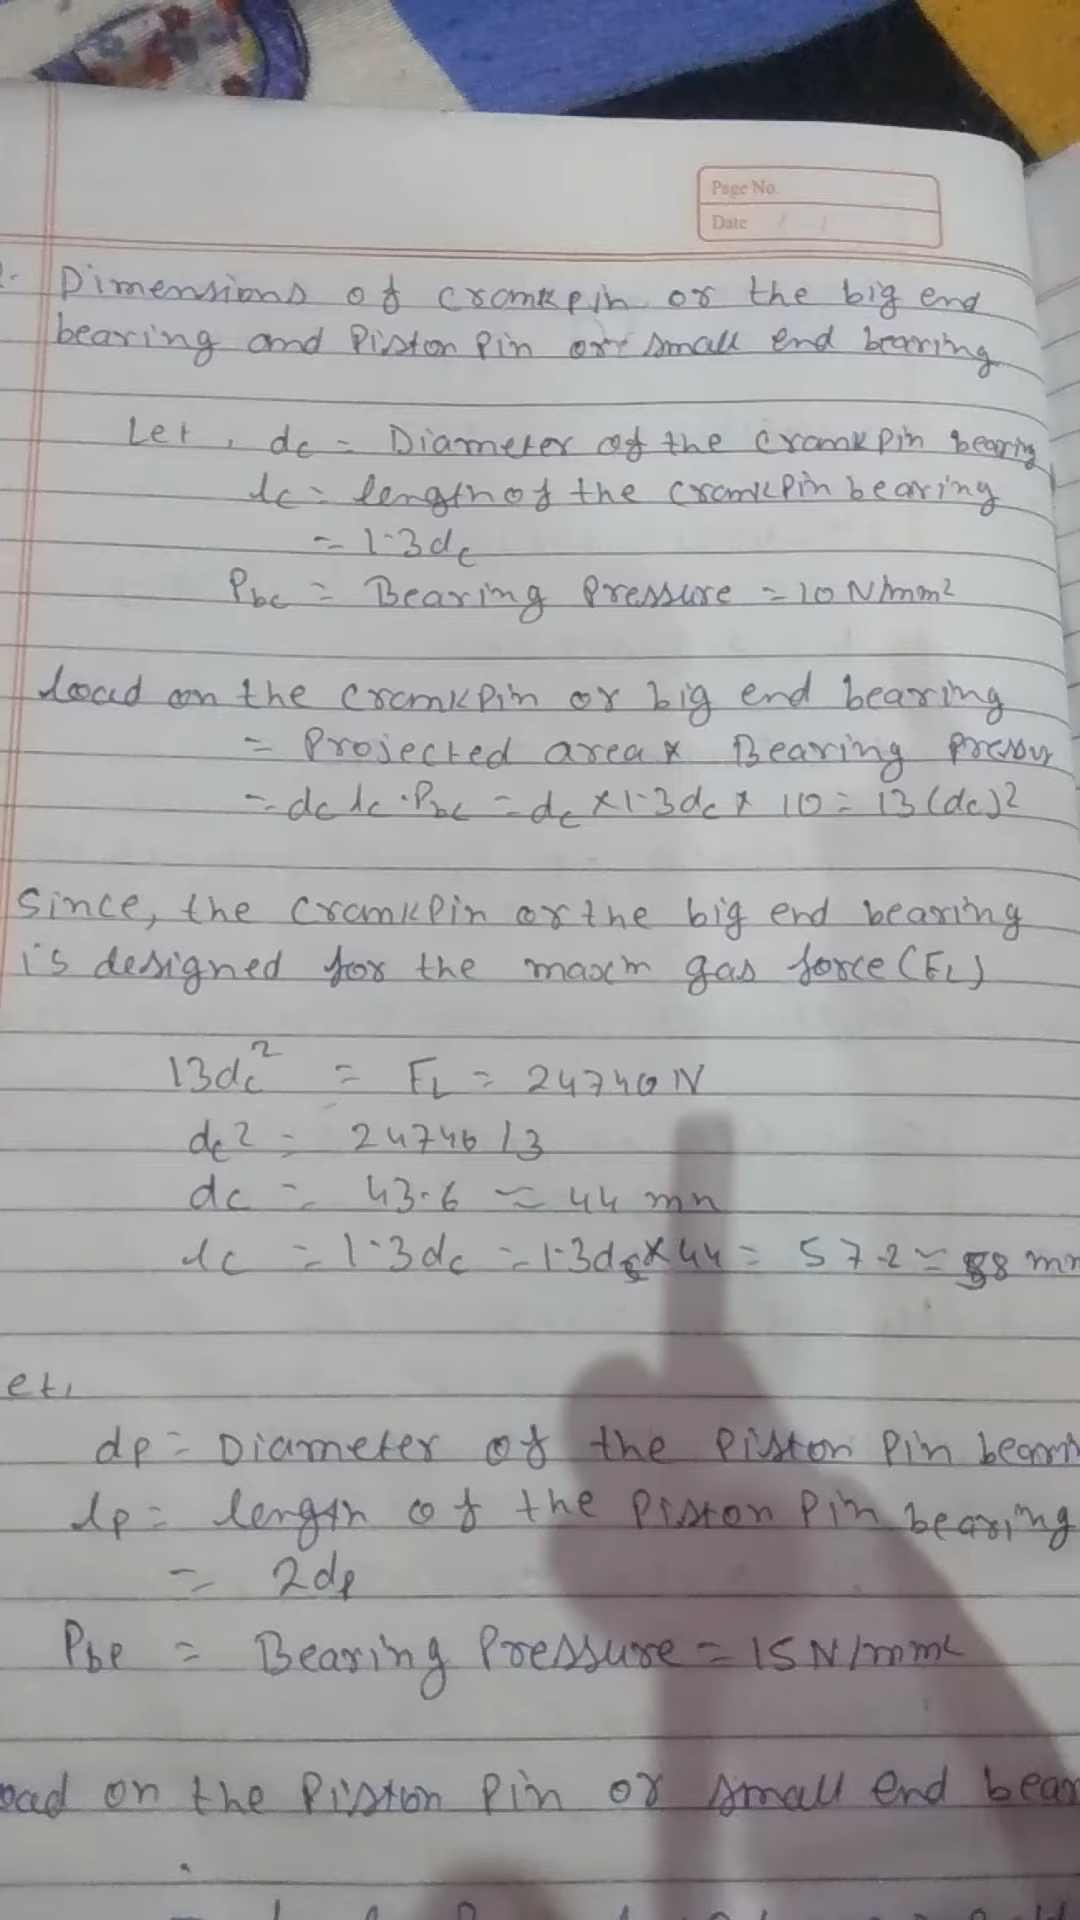 Page No.
Date / /
2. Dimensions of crankpin or the big end
bearing and Piston Pin or small end bearing
Let, dc = Diameter of the crankpin bearing
lc = length of the crankpin bearing
= 1.3dc
Pbc = Bearing Pressure = 10 N/mm²
load on the crankpin or big end bearing
= Projected area × Bearing Pressur
= dc lc · Pbc = dc × 1.3dc × 10 = 13(dc)²
Since, the crankpin or the big end bearing
is designed for the maxm gas force (FL)
13dc² = FL = 24740 N
dc² = 24740 13
dc = 43.6 ≈ 44 mm
lc = 1.3dc = 1.3dc × 44 = 57.2 ≈ 58 mm
et,
dp = Diameter of the Piston Pin beari
lp = length of the Piston Pin bearing
= 2dp
Pbp = Bearing Pressure = 15 N/mm²
oad on the Piston Pin or small end bear